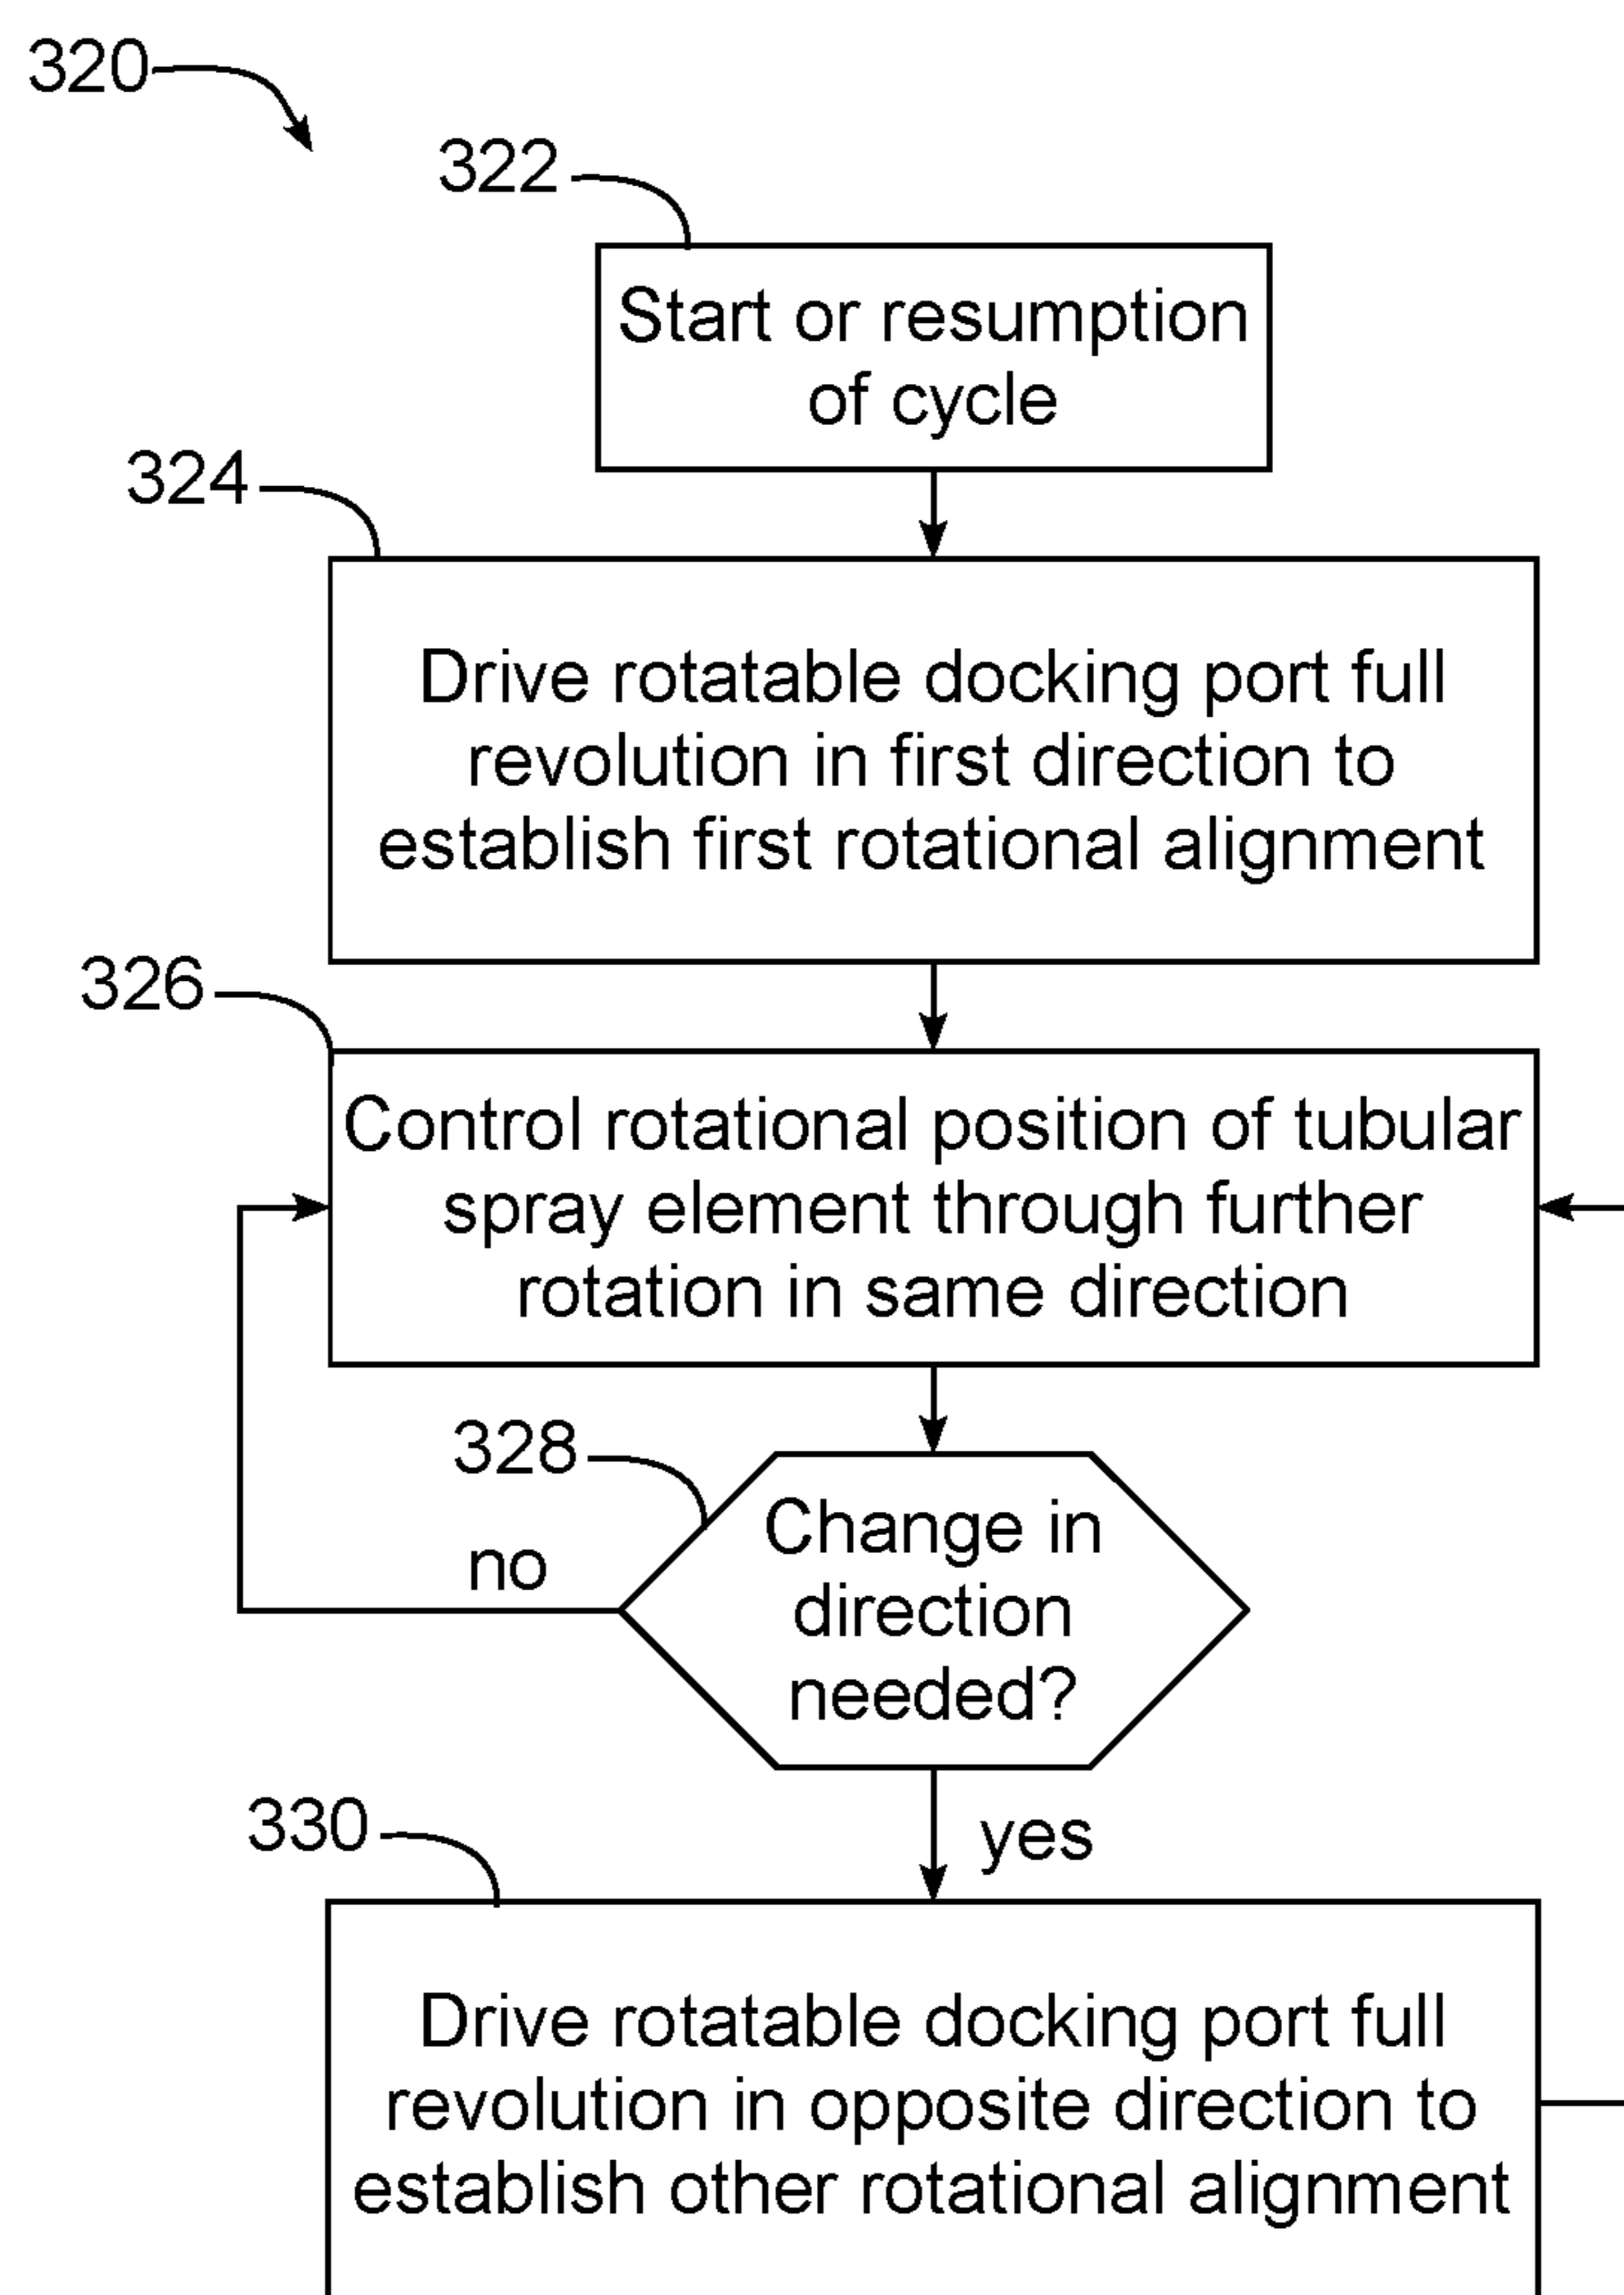 320
322
Start or resumption
of cycle
324
Drive rotatable docking port full
revolution in first direction to
establish first rotational alignment
326
Control rotational position of tubular
spray element through further
rotation in same direction
328
Change in
direction
needed?
no
yes
330
Drive rotatable docking port full
revolution in opposite direction to
establish other rotational alignment